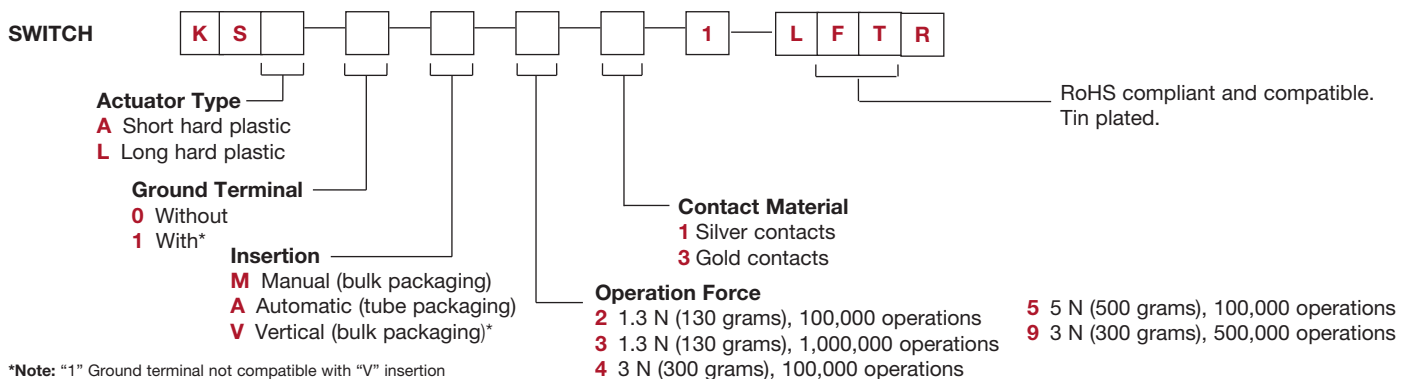 SWITCH K S 1 L F T R
RoHS compliant and compatible.
Tin plated.
Actuator Type
A Short hard plastic
L Long hard plastic
Ground Terminal
0 Without
1 With*
Insertion
M Manual (bulk packaging)
A Automatic (tube packaging)
V Vertical (bulk packaging)*
Contact Material
1 Silver contacts
3 Gold contacts
Operation Force
2 1.3 N (130 grams), 100,000 operations
3 1.3 N (130 grams), 1,000,000 operations
4 3 N (300 grams), 100,000 operations
5 5 N (500 grams), 100,000 operations
9 3 N (300 grams), 500,000 operations
*Note: “1” Ground terminal not compatible with “V” insertion